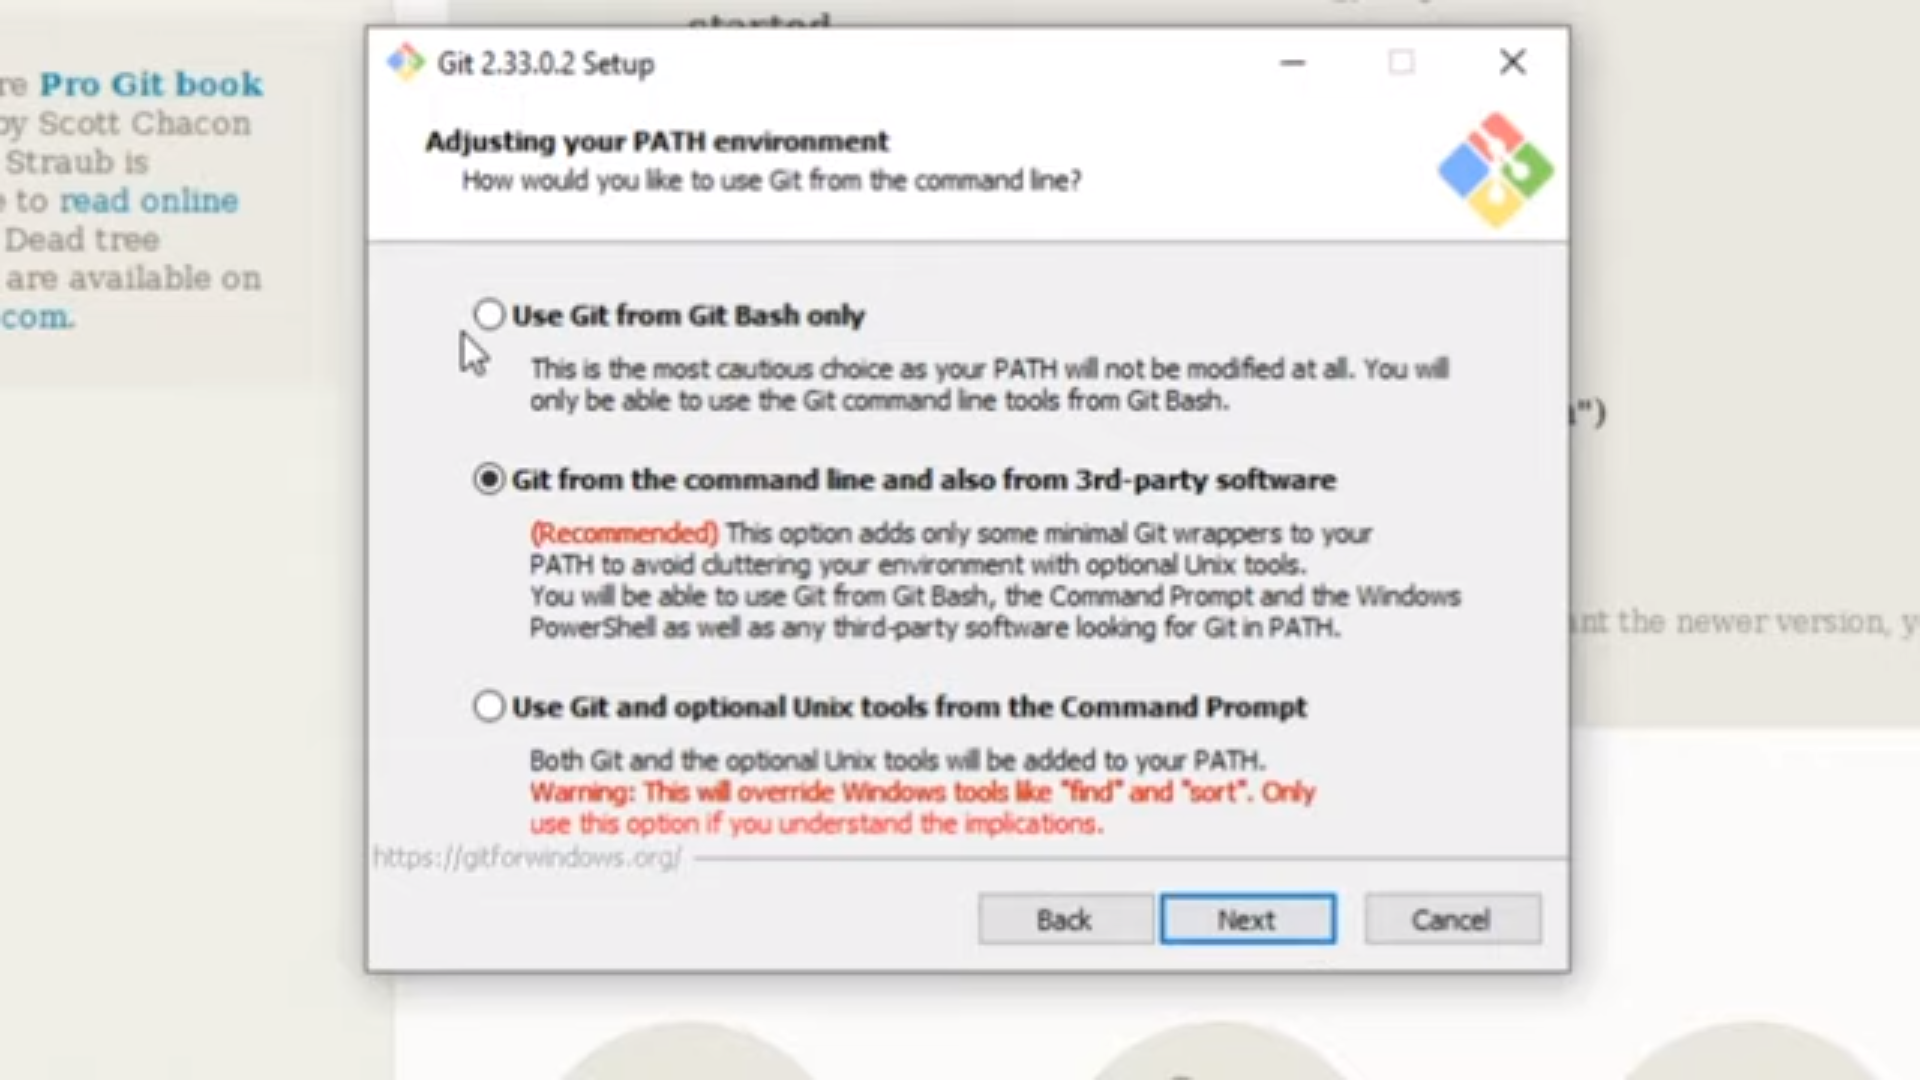 started
re Pro Git book
by Scott Chacon
Straub is
e to read online
Dead tree
are available on
com.
Git 2.33.0.2 Setup
Adjusting your PATH environment
How would you like to use Git from the command line?
Use Git from Git Bash only
This is the most cautious choice as your PATH will not be modified at all. You will
only be able to use the Git command line tools from Git Bash.
Git from the command line and also from 3rd-party software
(Recommended) This option adds only some minimal Git wrappers to your
PATH to avoid cluttering your environment with optional Unix tools.
You will be able to use Git from Git Bash, the Command Prompt and the Windows
PowerShell as well as any third-party software looking for Git in PATH.
Use Git and optional Unix tools from the Command Prompt
Both Git and the optional Unix tools will be added to your PATH.
Warning: This will override Windows tools like "find" and "sort". Only
use this option if you understand the implications.
https://gitforwindows.org/
Back
Next
Cancel
")
the newer version,